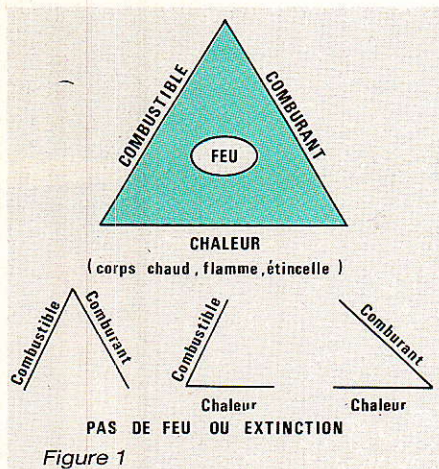 COMBUSTIBLE
COMBURANT
FEU
CHALEUR
( corps chaud , flamme , étincelle )
Combustible
Comburant
Combustible
Chaleur
Comburant
Chaleur
PAS DE FEU OU EXTINCTION
Figure 1